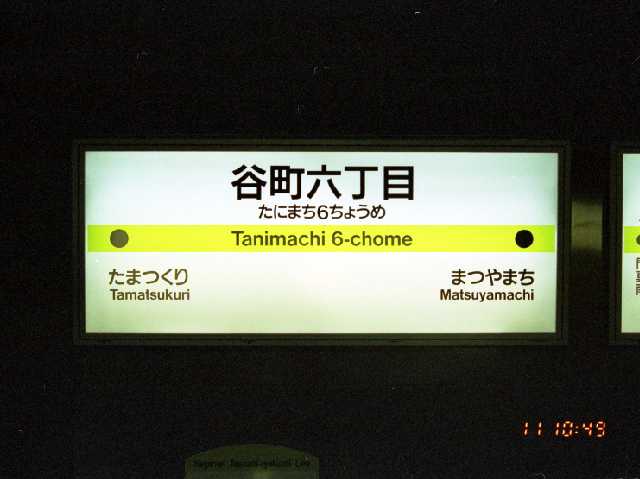 谷町六丁目
たにまち6ちょうめ
Tanimachi 6-chome
たまつくり
Tamatsukuri
まつやまち
Matsuyamachi
11 10:49